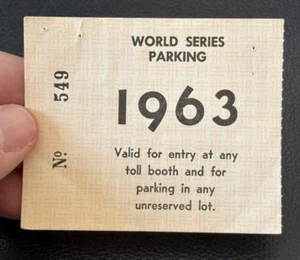 WORLD SERIES
PARKING
1963
Valid for entry at any
toll booth and for
parking in any
unreserved lot.
Nº 549